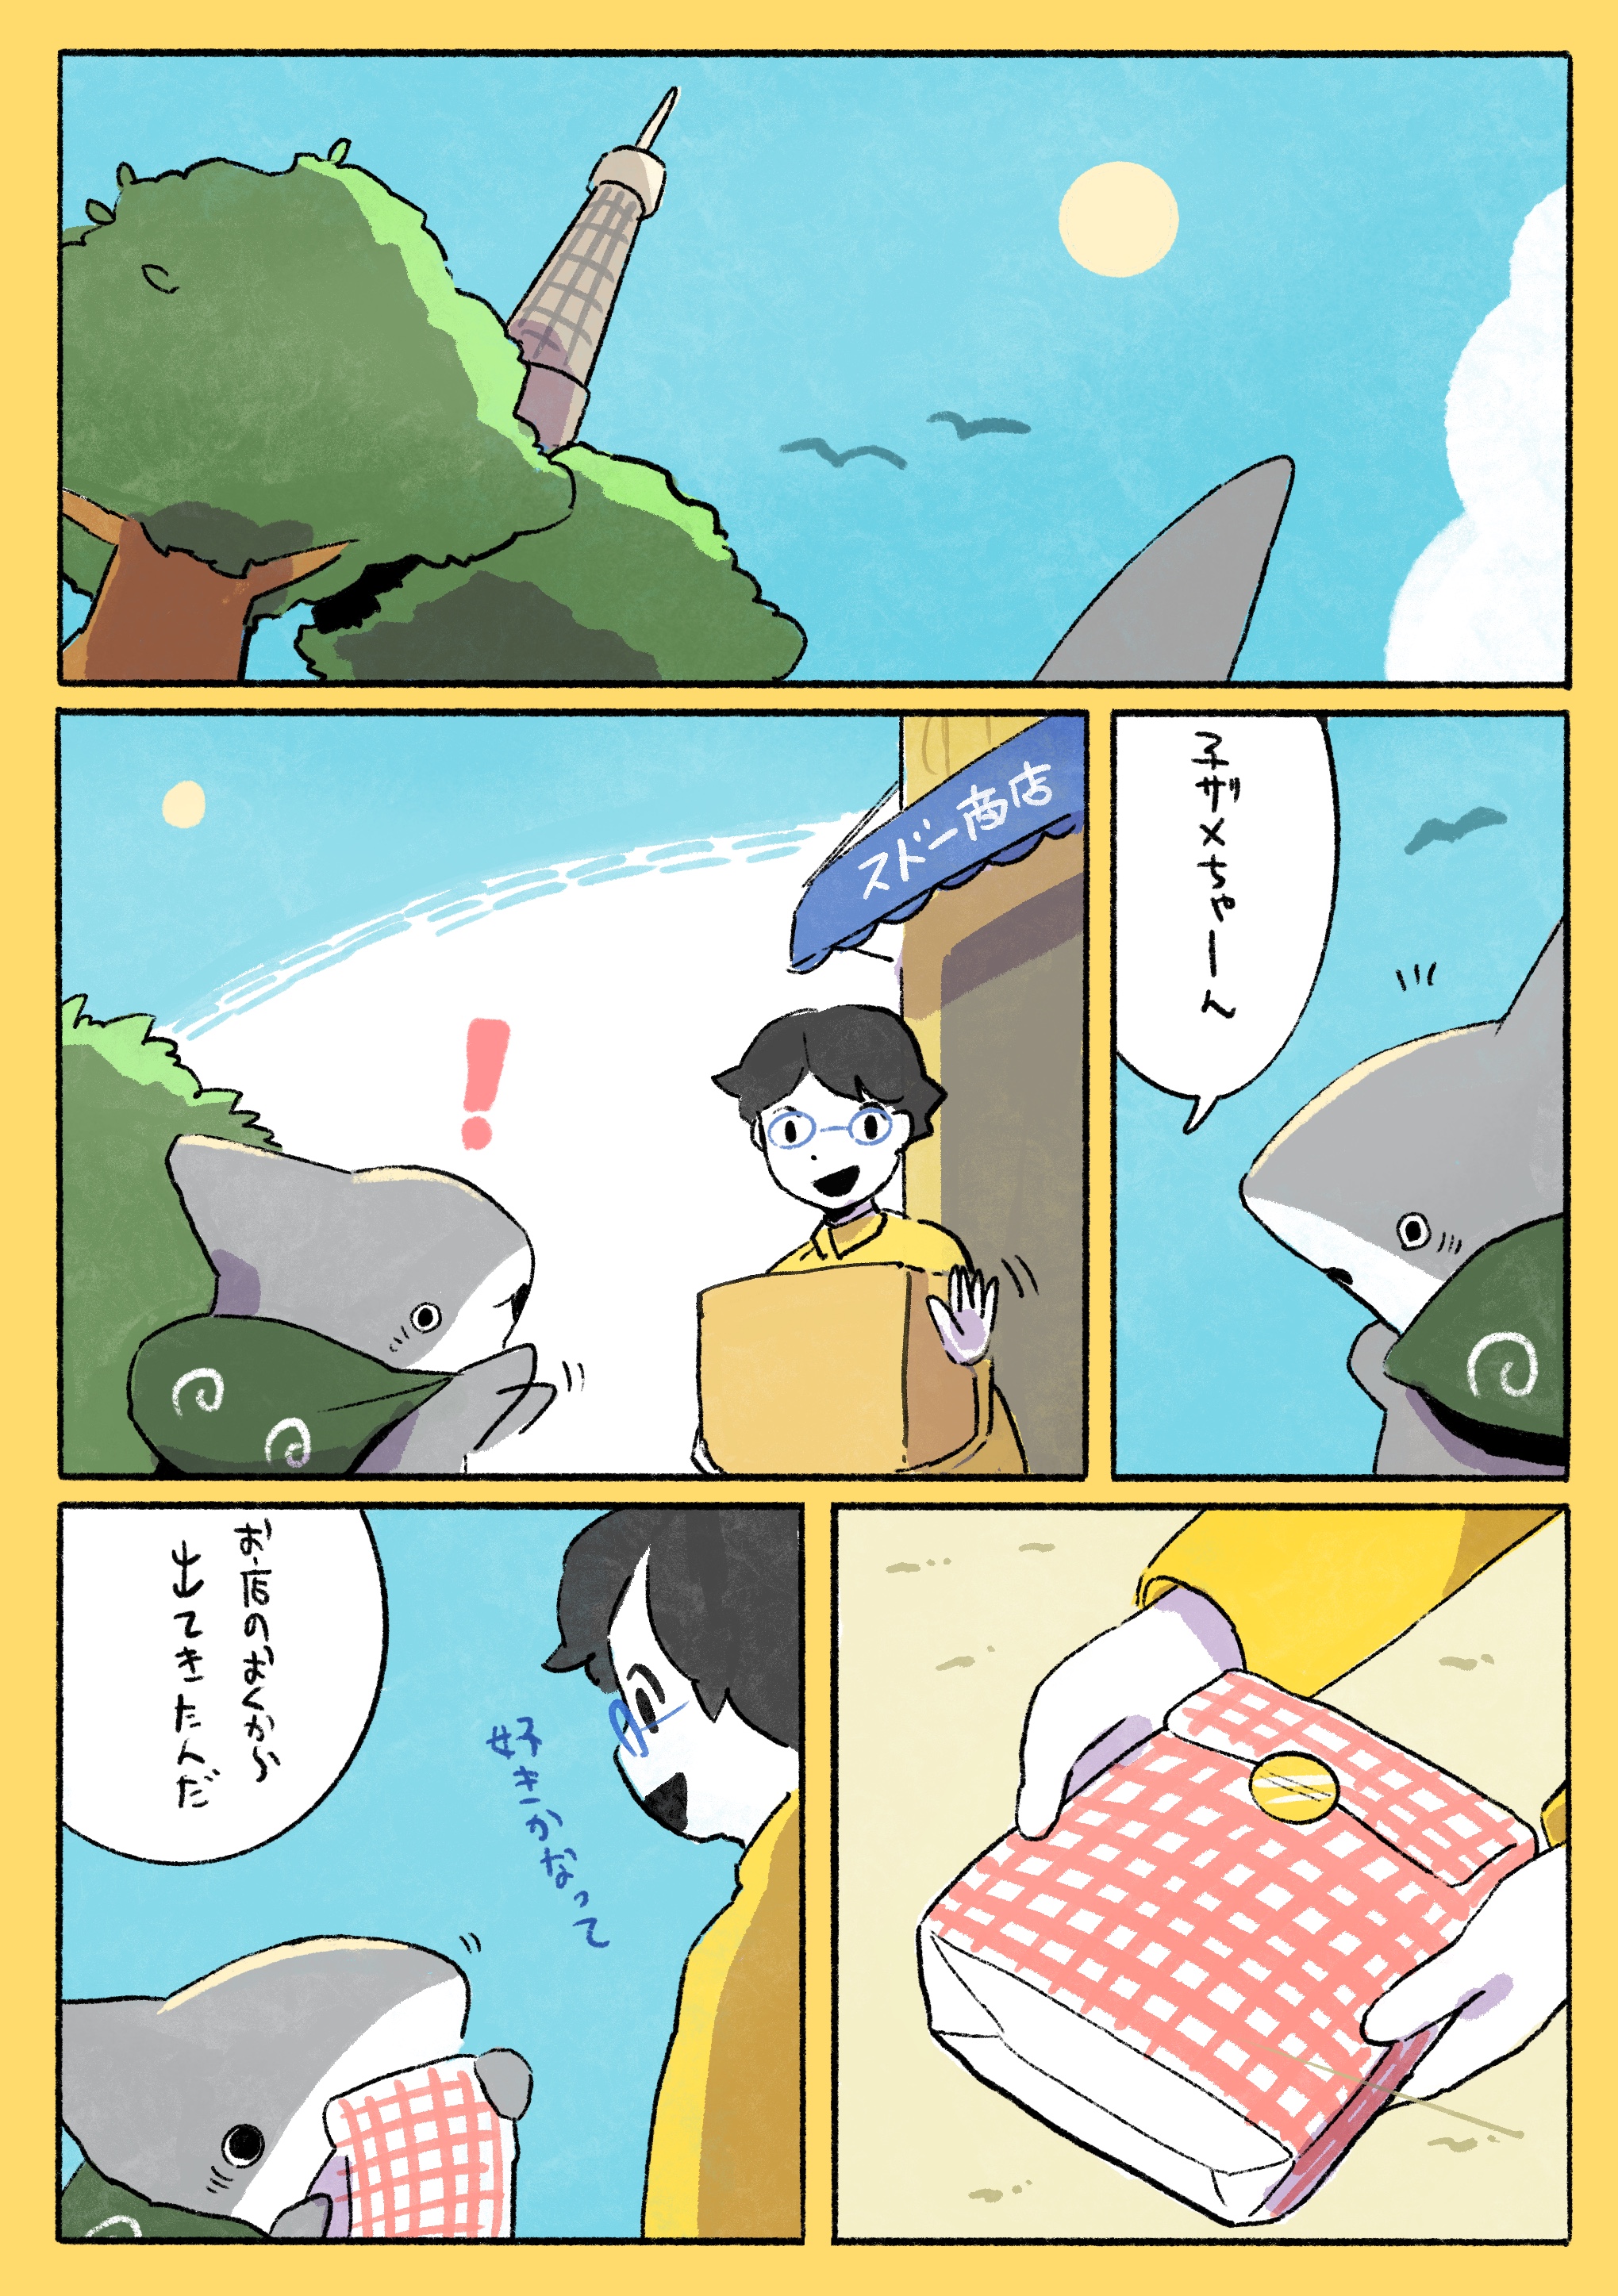 子ザメちゃーん
スドー商店
お店のおくから
出てきたんだ
好きかなって